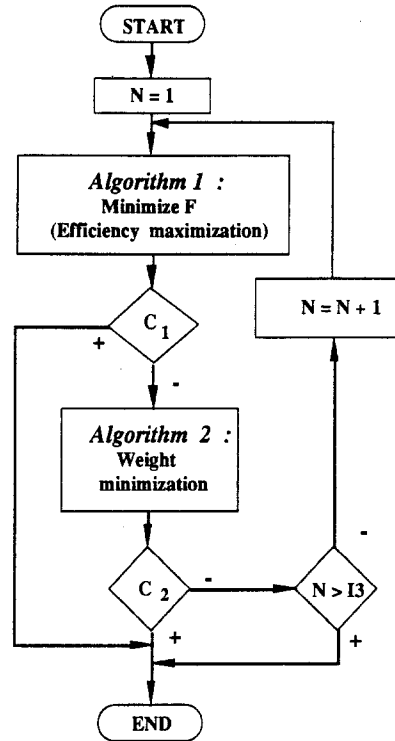 START
N = 1
Algorithm 1 :
Minimize F
(Efficiency maximization)
C1
+
-
N = N + 1
Algorithm 2 :
Weight
minimization
C2
-
+
N > I3
-
+
END